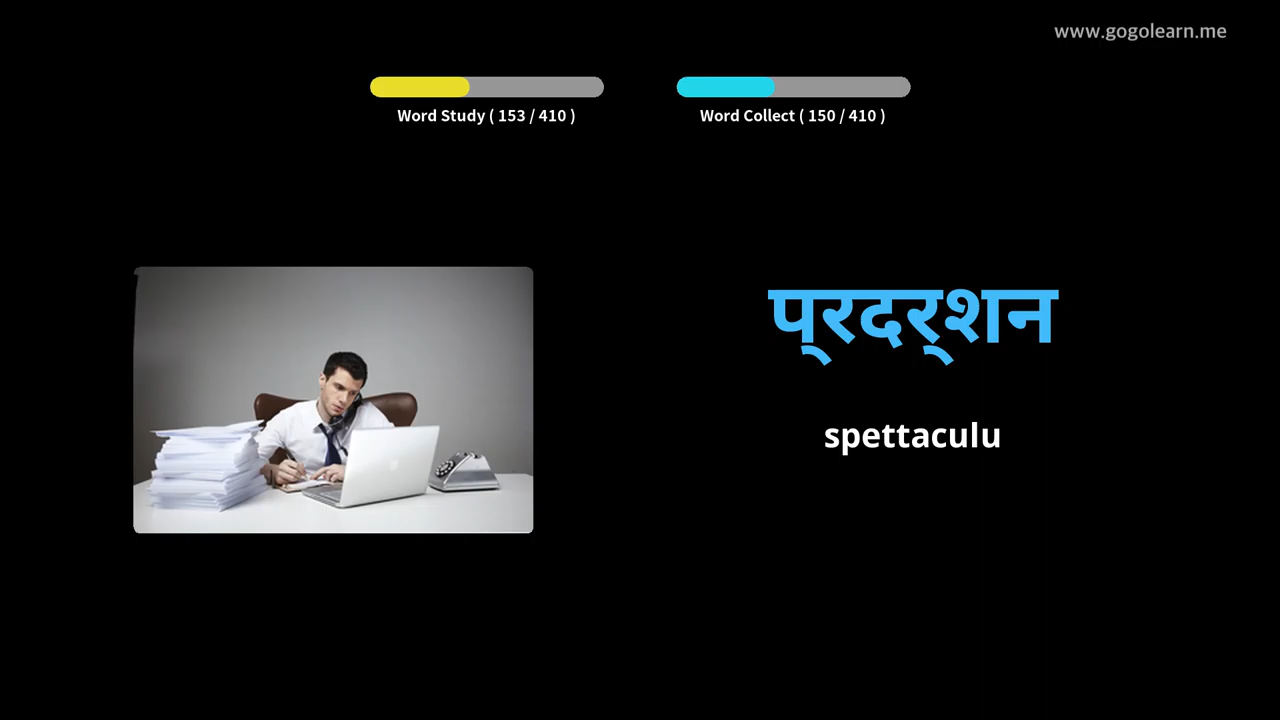 www.gogolearn.me
Word Study ( 153 / 410 )
Word Collect ( 150 / 410 )
प्रदर्शन
spettaculu